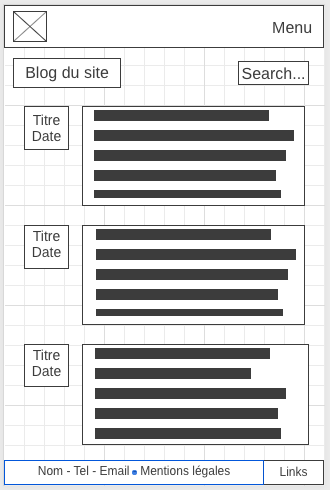 Menu
Blog du site
Search...
Titre
Date
Titre
Date
Titre
Date
Nom - Tel - Email • Mentions légales
Links